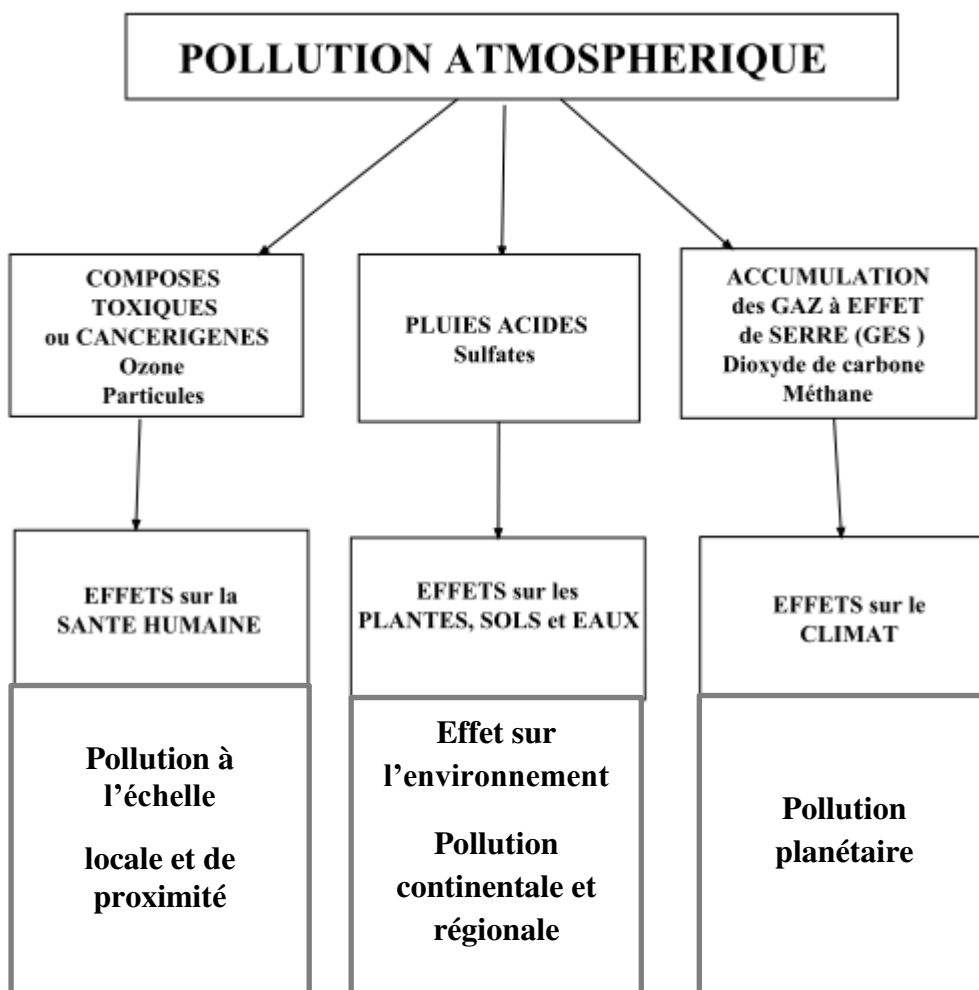 POLLUTION ATMOSPHERIQUE
COMPOSES
TOXIQUES
ou CANCERIGENES
Ozone
Particules
PLUIES ACIDES
Sulfates
ACCUMULATION
des GAZ à EFFET
de SERRE (GES )
Dioxyde de carbone
Méthane
EFFETS sur la
SANTE HUMAINE
EFFETS sur les
PLANTES, SOLS et EAUX
EFFETS sur le
CLIMAT
Pollution à
l’échelle
locale et de
proximité
Effet sur
l’environnement
Pollution
continentale et
régionale
Pollution
planétaire